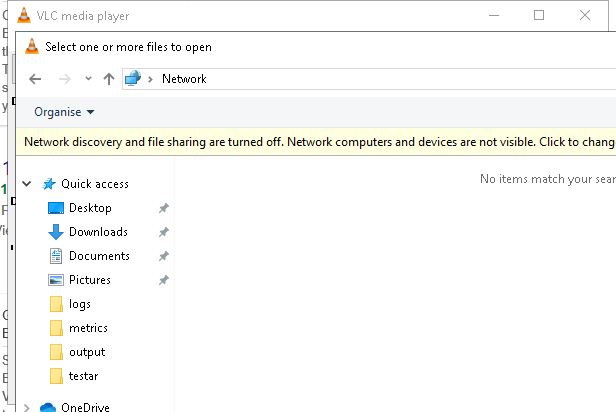 VLC media player
Select one or more files to open
Network
Organise
Network discovery and file sharing are turned off. Network computers and devices are not visible. Click to chang
No items match your sear
Quick access
Desktop
Downloads
Documents
Pictures
logs
metrics
output
testar
OneDrive